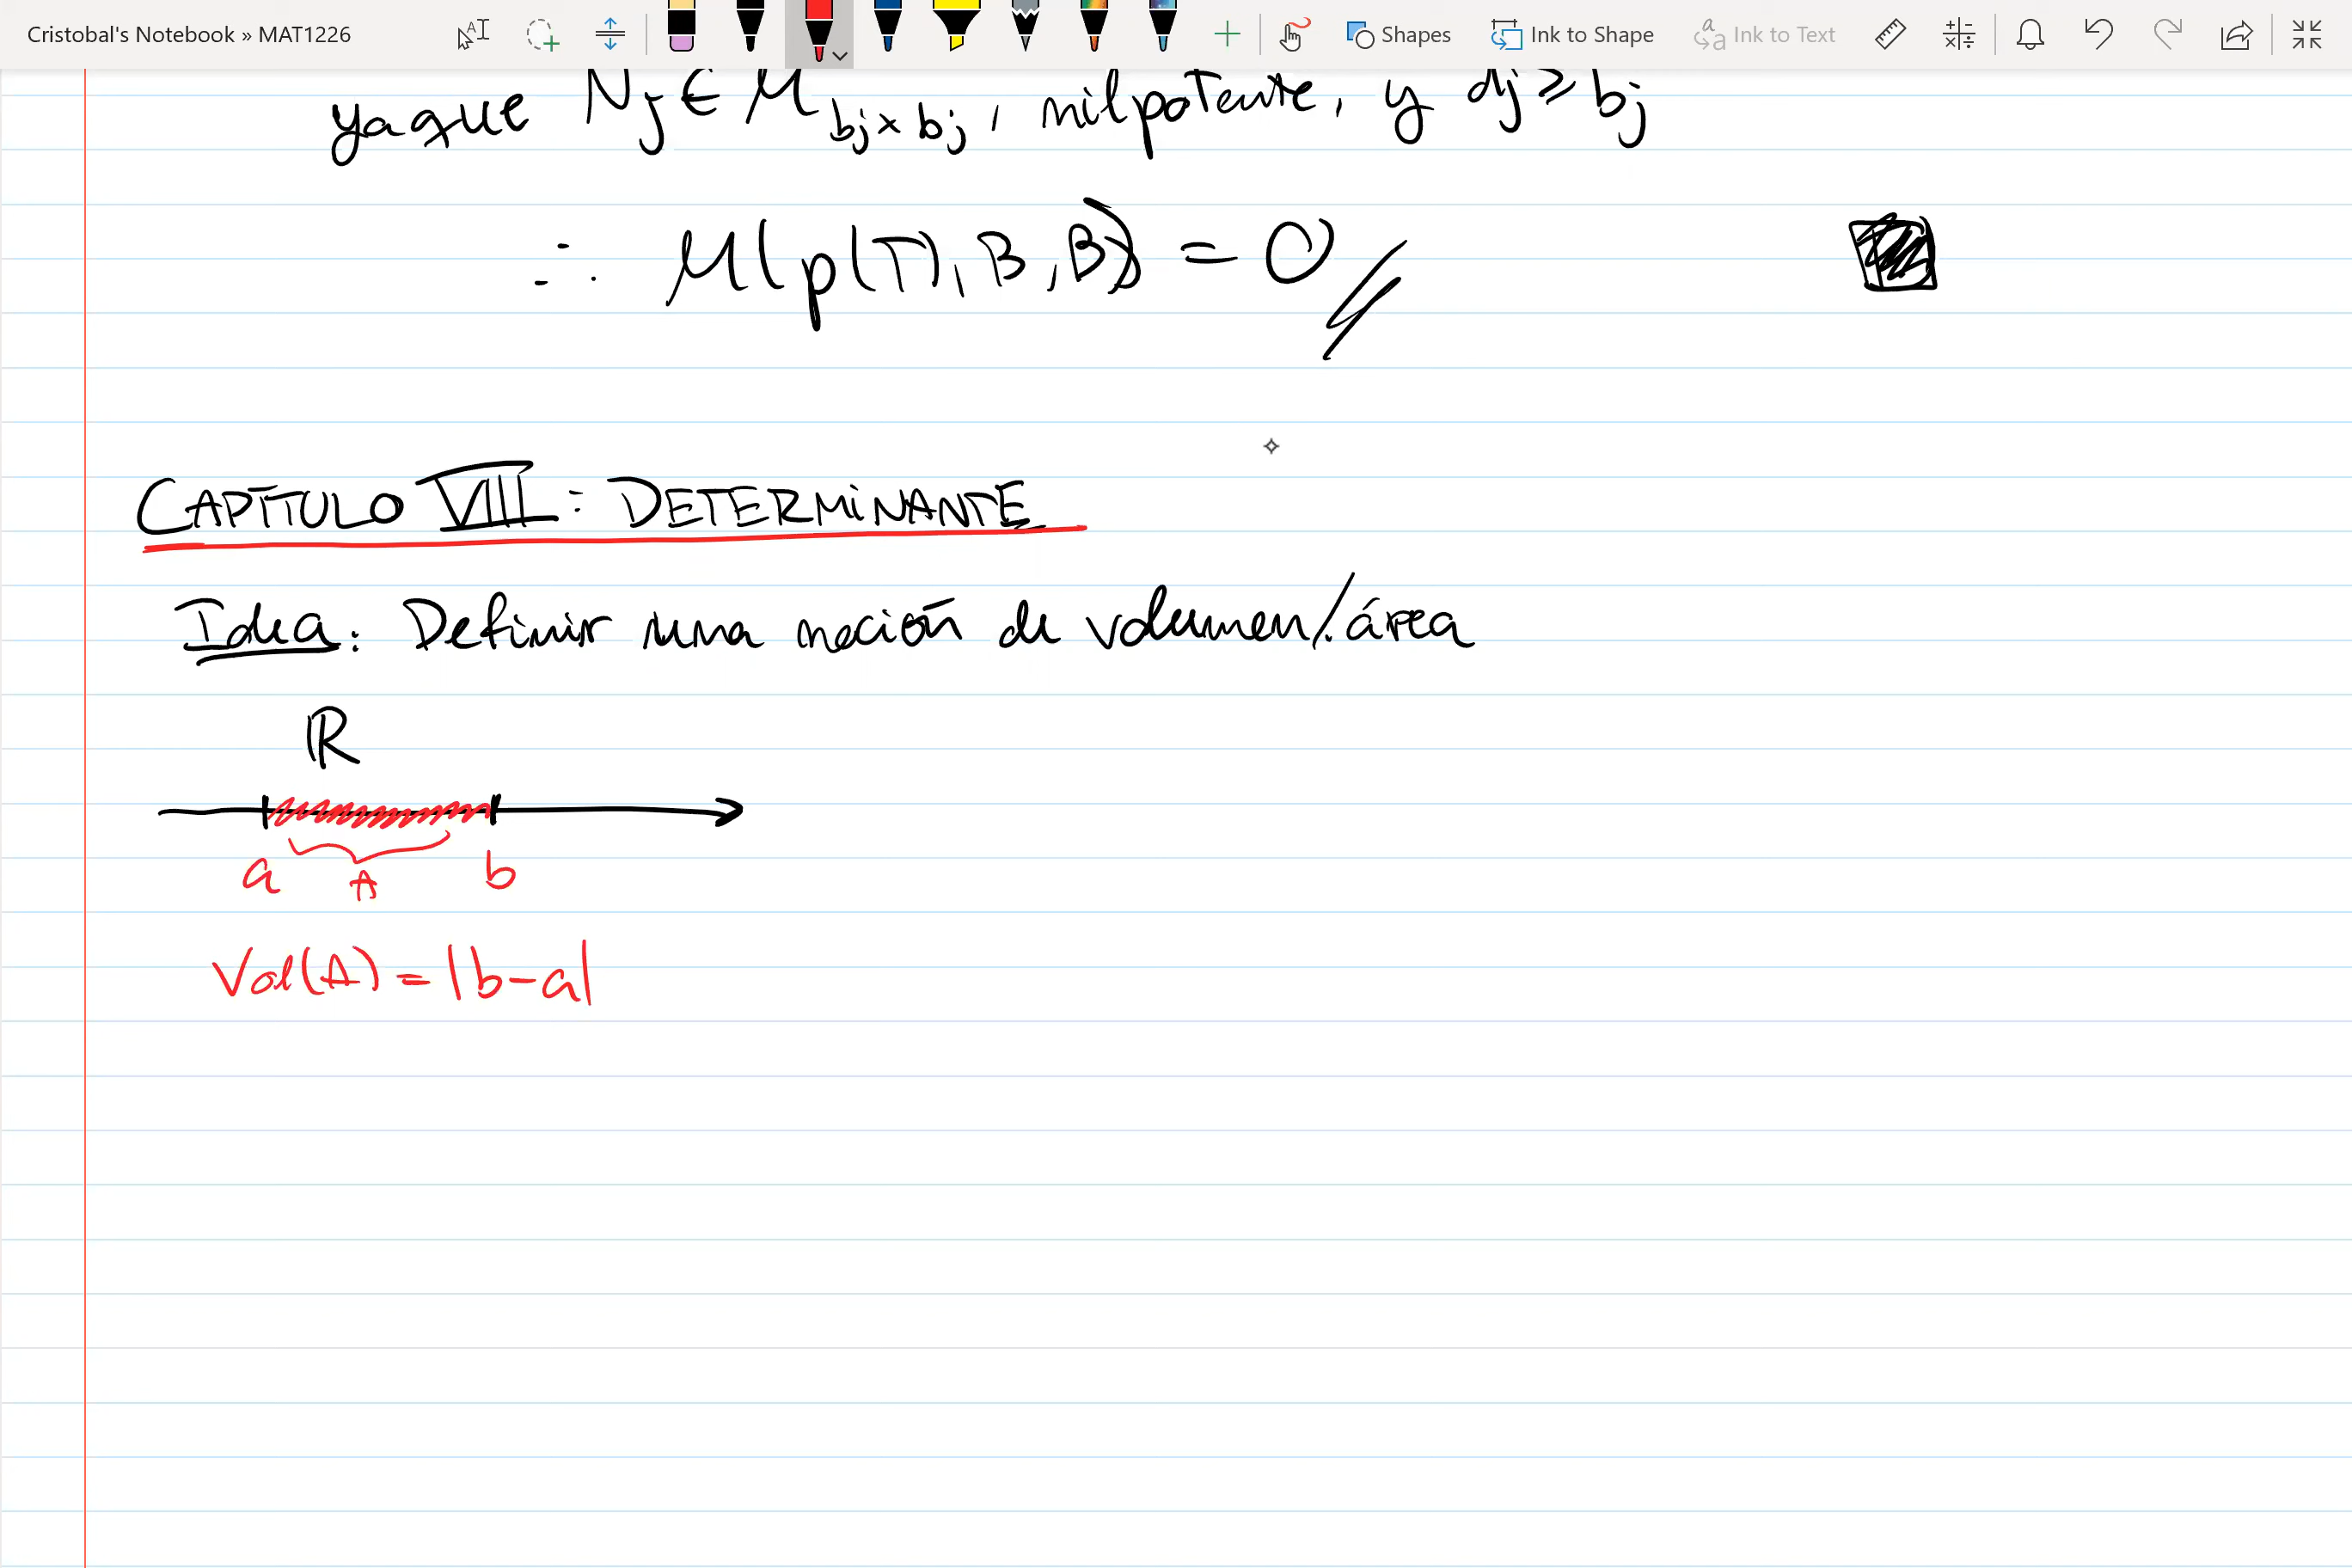 Cristobal's Notebook » MAT1226 Shapes Ink to Shape Ink to Text
ya que Nj ∈ M bj×bj, nilpotente, y dj ≥ bj
∴ M(p(T), B, B) = 0
CAPÍTULO VIII: DETERMINANTE
Idea: Definir una noción de volumen/área
ℝ
a A b
Vol(A) = |b-a|